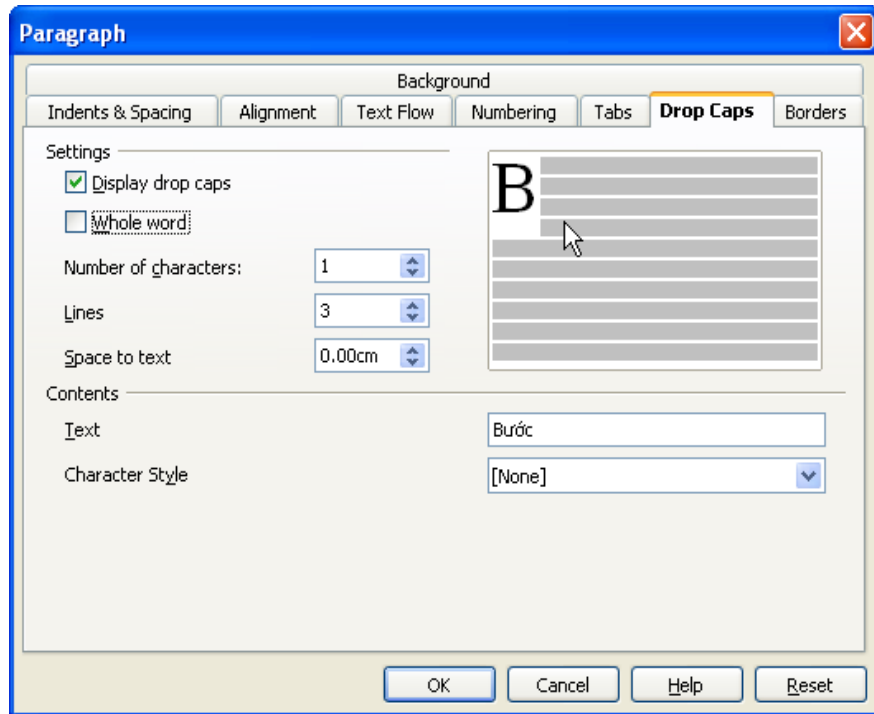 Paragraph
Background
Indents & Spacing Alignment Text Flow Numbering Tabs Drop Caps Borders
Settings
Display drop caps
Whole word
Number of characters: 1
Lines 3
Space to text 0.00cm
B
Contents
Text Bước
Character Style [None]
OK Cancel Help Reset